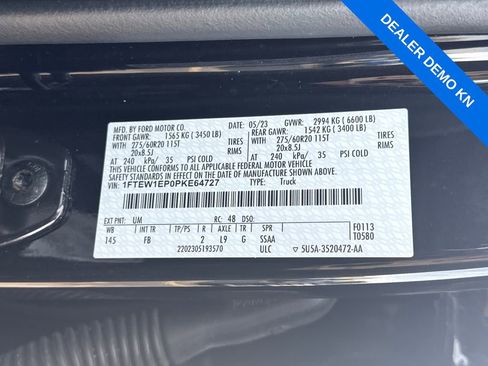 DEALER DEMO KN
MFD. BY FORD MOTOR CO.
05/23 GVWR: 2994 KG ( 6600 LB)
FRONT GAWR: 1565 KG ( 3450 LB) REAR GAWR: 1542 KG ( 3400 LB)
275/60R20 115T TIRES 275/60R20 115T TIRES
20x8.5J RIMS 20x8.5J RIMS
AT 240 kPa/ 35 PSI COLD AT 240 kPa/ 35 PSI COLD
THIS VEHICLE CONFORMS TO ALL APPLICABLE FEDERAL MOTOR VEHICLE
SAFETY STANDARDS IN EFFECT ON THE DATE OF MANUFACTURE SHOWN ABOVE.
VIN: 1FTEW1EP0PKE64727 TYPE: Truck
EXT PNT: UM RC: 48 DSO:
WB INT TR TP/PS R AXLE TR SPR F0113
145 FB 2 L9 G SSAA T0580
2202305193570 ULC 5U5A-3520472-AA